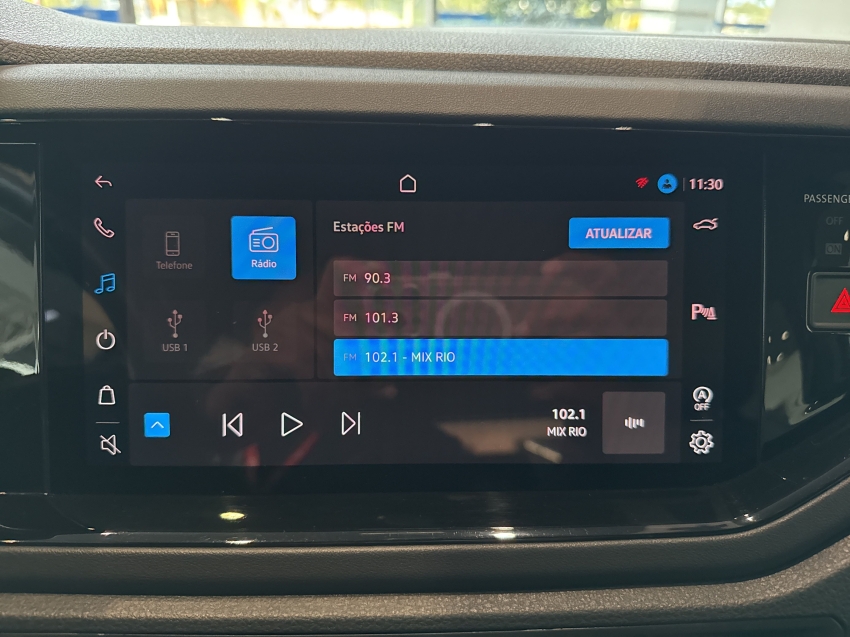 11:30
Estações FM
ATUALIZAR
Telefone
Rádio
FM 90.3
FM 101.3
USB 1
USB 2
FM 102.1 - MIX RIO
102.1
MIX RIO
A
OFF
P
PASSENG
OFF
ON